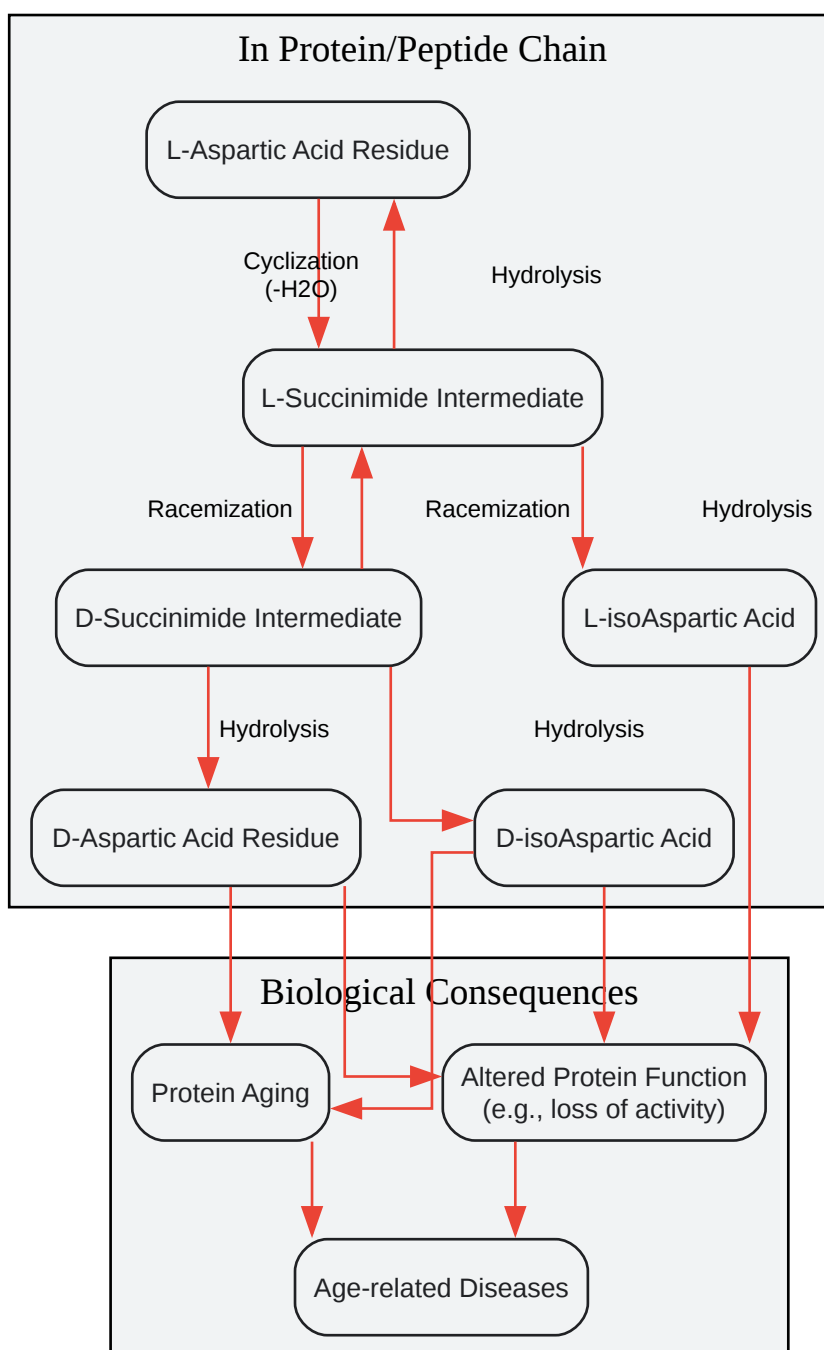 In Protein/Peptide Chain
L-Aspartic Acid Residue
Cyclization
(-H2O)
Hydrolysis
L-Succinimide Intermediate
Racemization
Racemization
Hydrolysis
D-Succinimide Intermediate
L-isoAspartic Acid
Hydrolysis
Hydrolysis
D-Aspartic Acid Residue
D-isoAspartic Acid
Biological Consequences
Protein Aging
Altered Protein Function
(e.g., loss of activity)
Age-related Diseases